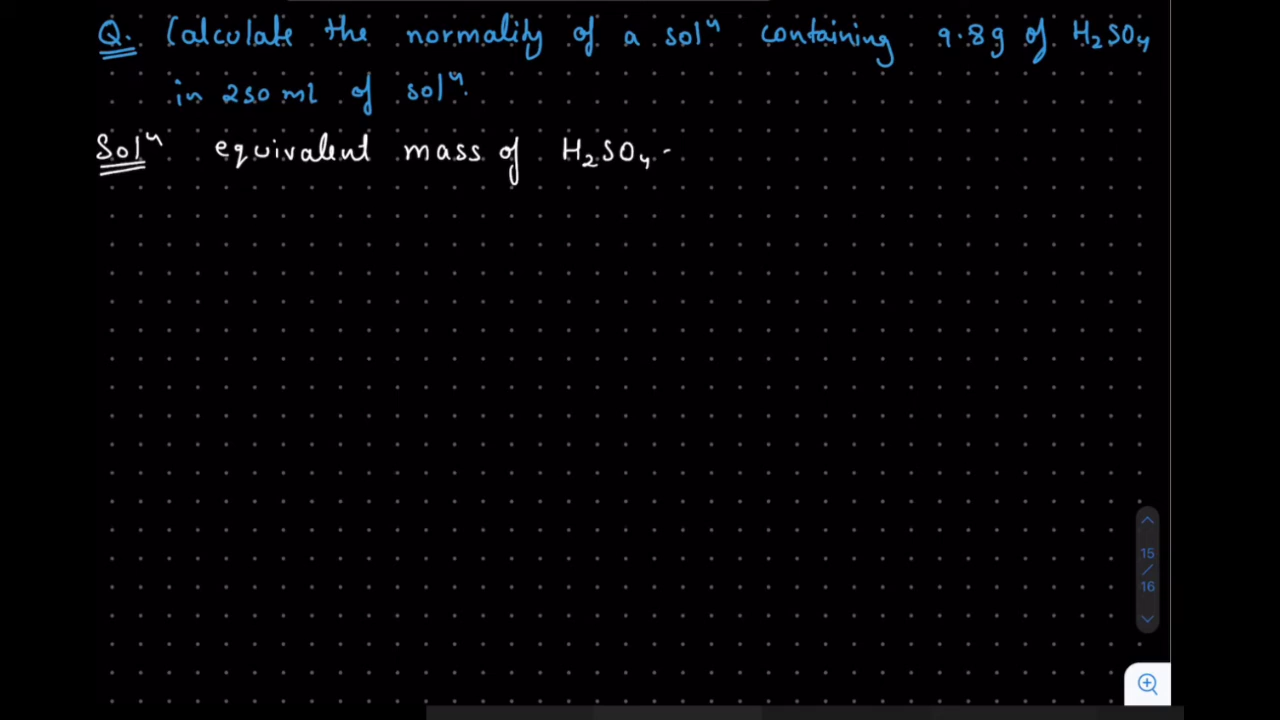 Q. Calculate the normality of a solⁿ containing 9.8g of H₂SO₄
in 250 ml of solⁿ.
Solⁿ equivalent mass of H₂SO₄ -
15
/
16